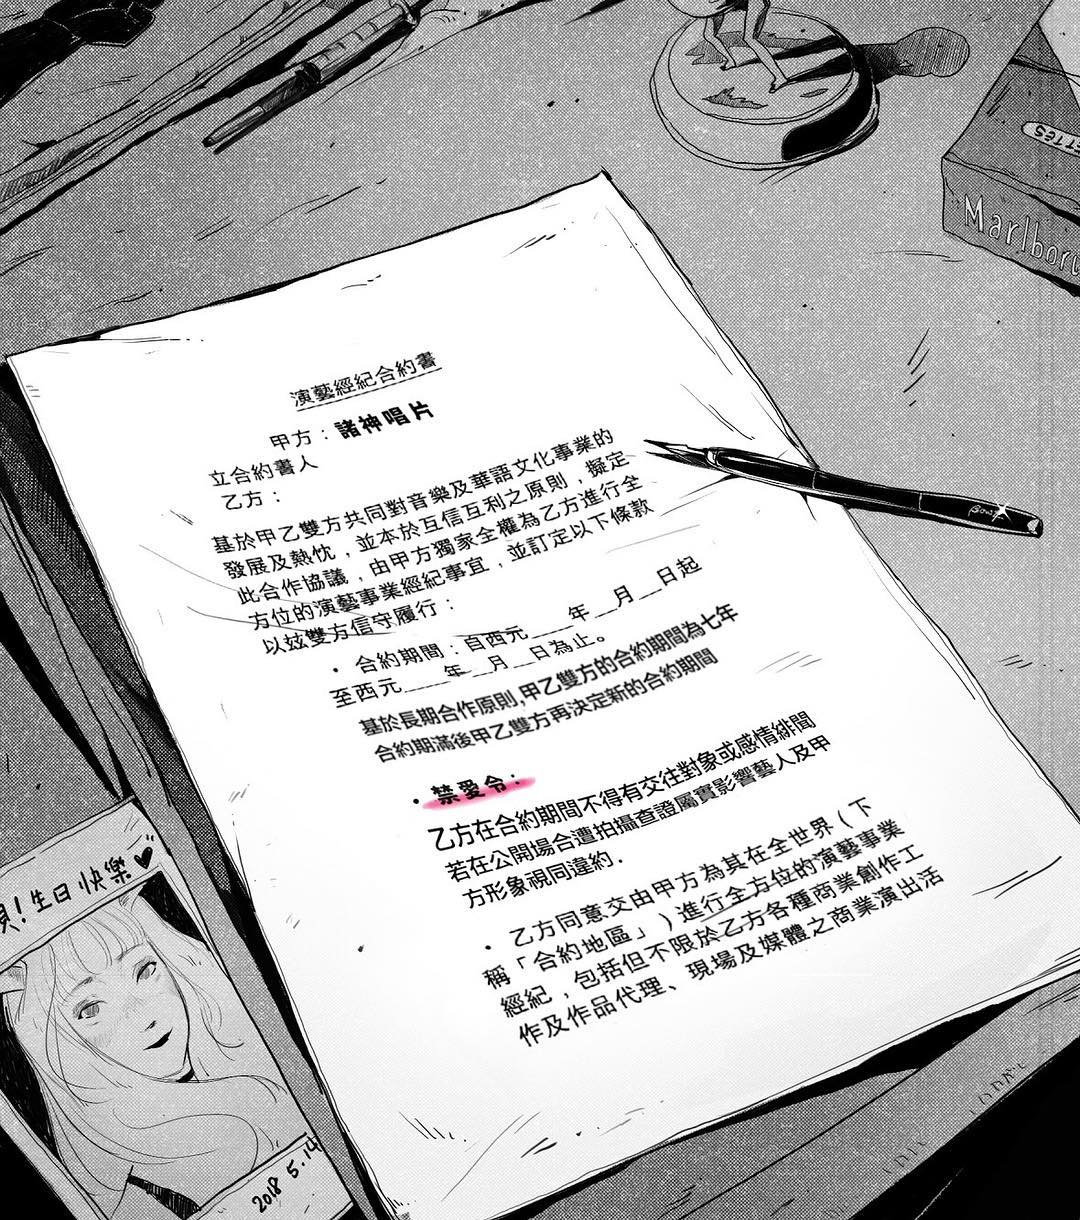 Marlboro
演藝經紀合約書
甲方：諸神唱片
立合約書人
乙方：
基於甲乙雙方共同對音樂及華語文化事業的
發展及熱忱，並本於互信互利之原則，擬定
此合作協議，由甲方獨家全權為乙方進行全
方位的演藝事業經紀事宜，並訂定以下條款
以玆雙方信守履行：
• 合約期間：自西元____年__月__日起
至西元____年__月__日為止。
基於長期合作原則,甲乙雙方的合約期間為七年
合約期滿後甲乙雙方再決定新的合約期間
• 禁愛令：
乙方在合約期間不得有交往對象或感情緋聞
若在公開場合遭拍攝查證屬實影響藝人及甲
方形象視同違約.
• 乙方同意交由甲方為其在全世界（下
稱「合約地區」）進行全方位的演藝事業
經紀，包括但不限於乙方各種商業創作工
作及作品代理、現場及媒體之商業演出活
!生日快樂♥
2018 5.14